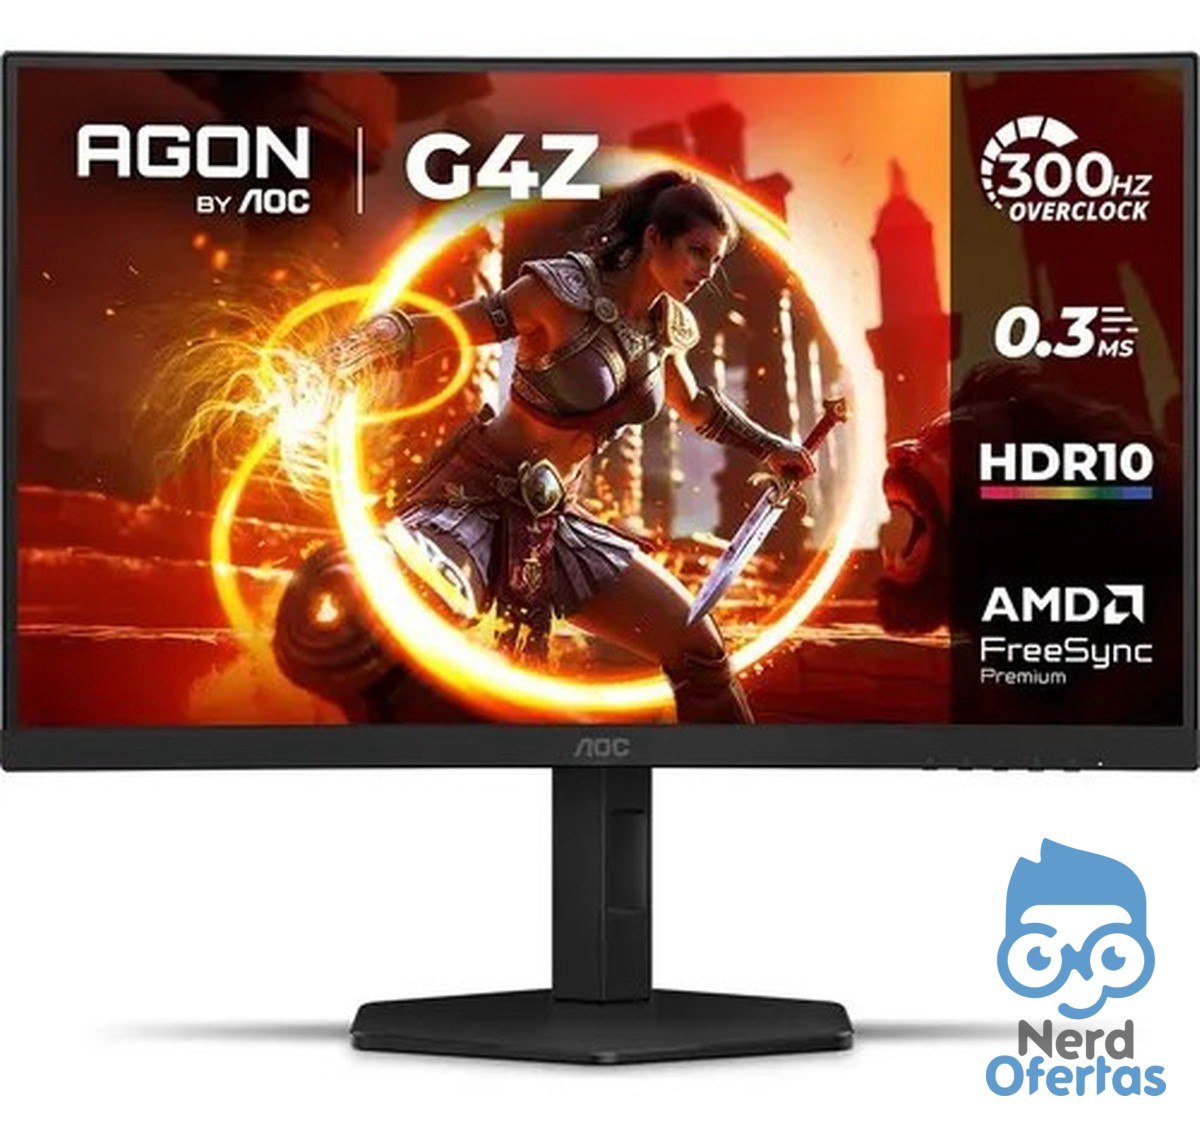 AGON
BY AOC
G4Z
300HZ
OVERCLOCK
0.3MS
HDR10
AMD
FreeSync
Premium
AOC
Nerd
Ofertas